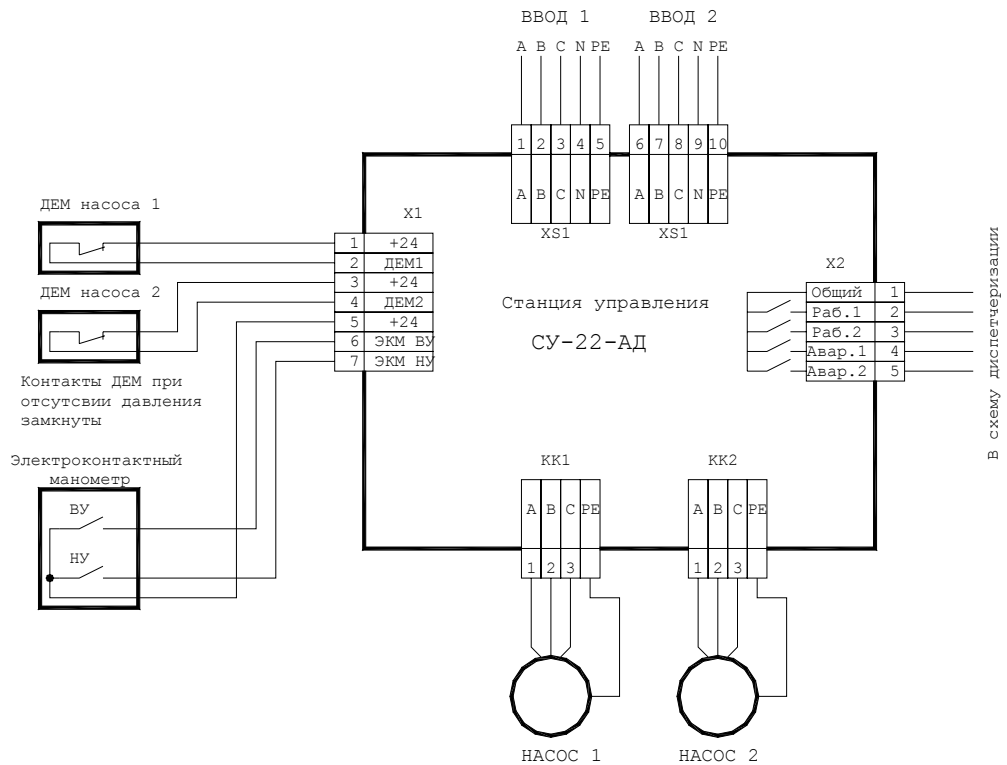 ВВОД 1
ВВОД 2
A B C N PE
A B C N PE
1 2 3 4 5
6 7 8 9 10
A B C N PE
A B C N PE
XS1
XS1
ДЕМ насоса 1
ДЕМ насоса 2
Контакты ДЕМ при
отсутсвии давления
замкнуты
Электроконтактный
манометр
ВУ
НУ
X1
1 +24
2 ДЕМ1
3 +24
4 ДЕМ2
5 +24
6 ЭКМ ВУ
7 ЭКМ НУ
Станция управления
СУ-22-АД
X2
Общий 1
Раб.1 2
Раб.2 3
Авар.1 4
Авар.2 5
В схему диспетчеризации
КК1
A B C PE
1 2 3
НАСОС 1
КК2
A B C PE
1 2 3
НАСОС 2